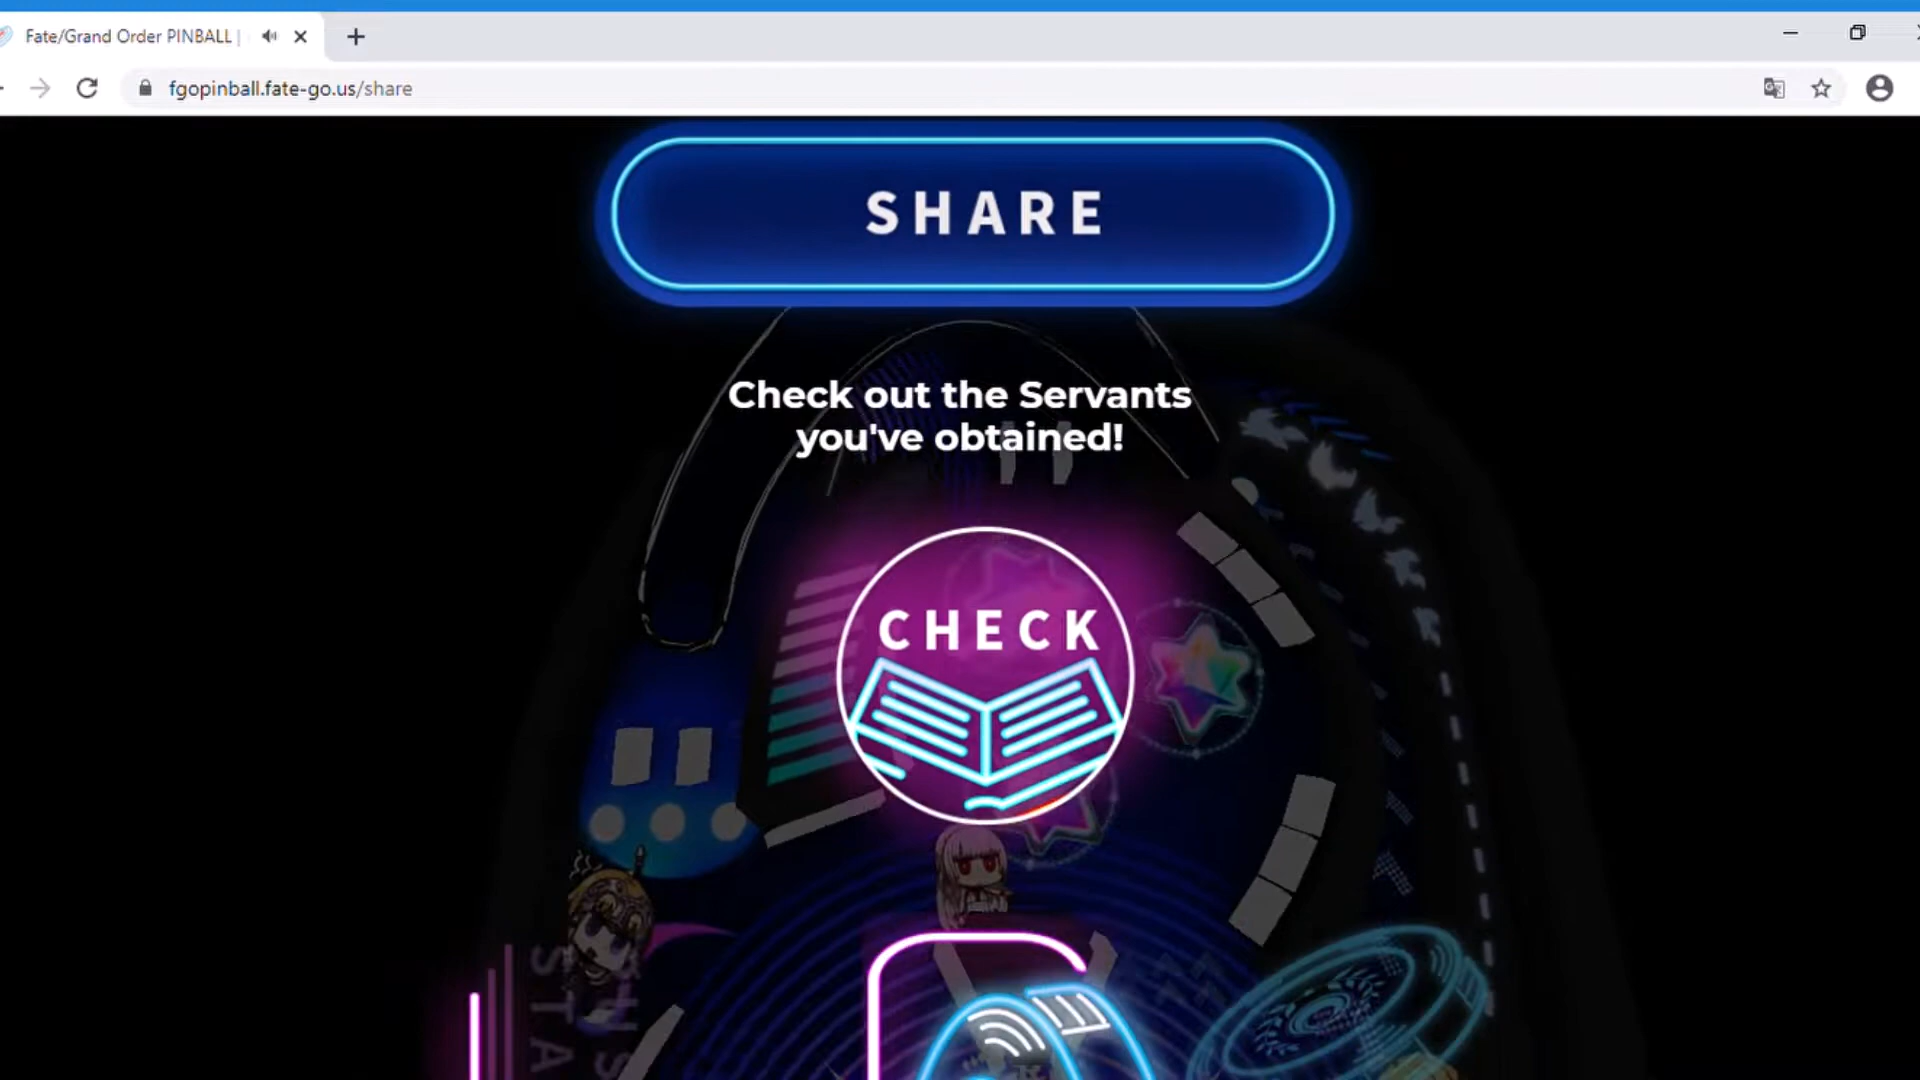 Fate/Grand Order PINBALL |
fgopinball.fate-go.us/share
SHARE
Check out the Servants
you've obtained!
CHECK